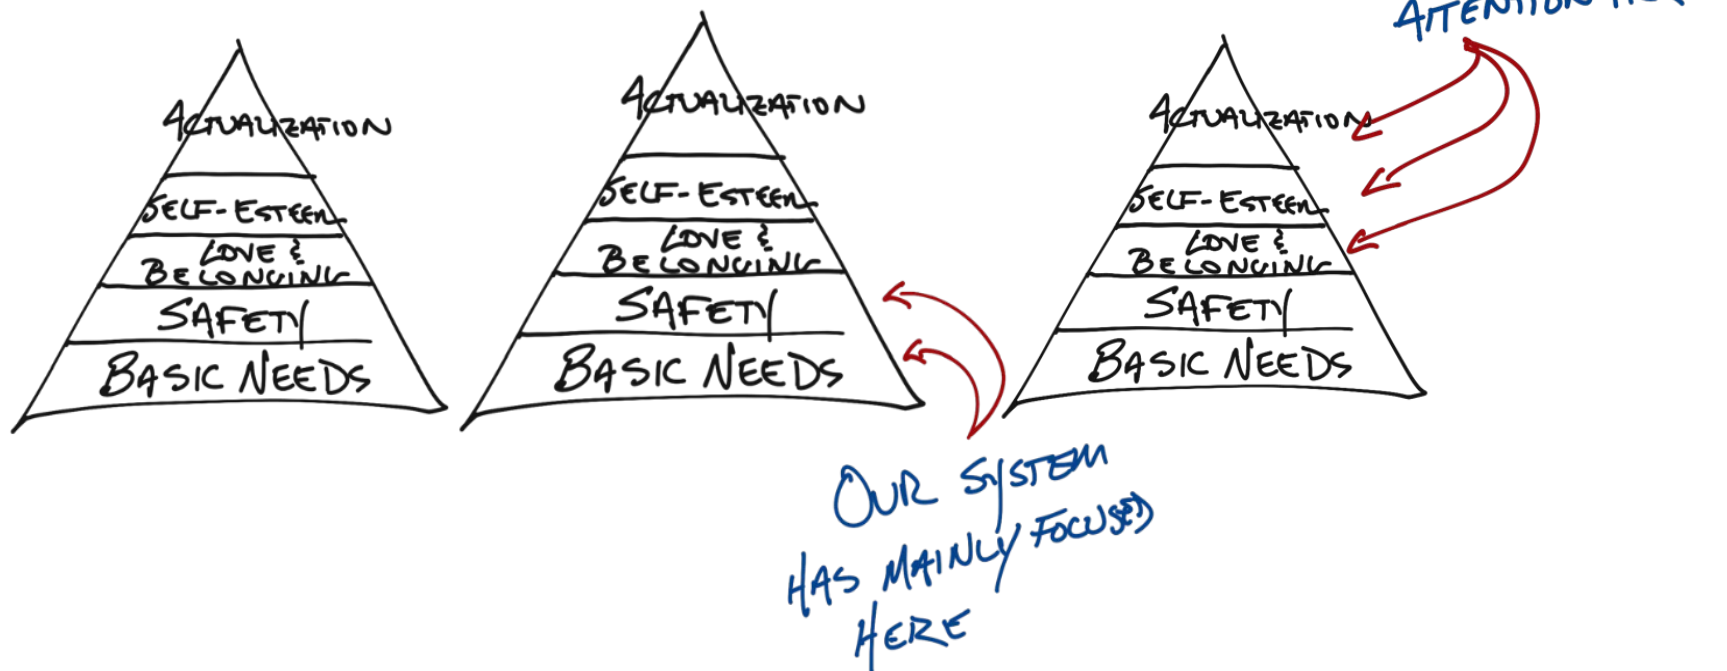 ACTUALIZATION
SELF-ESTEEM
LOVE &
BELONGING
SAFETY
BASIC NEEDS
ACTUALIZATION
SELF-ESTEEM
LOVE &
BELONGING
SAFETY
BASIC NEEDS
OUR SYSTEM
HAS MAINLY FOCUSED
HERE
ATTENTION
ACTUALIZATION
SELF-ESTEEM
LOVE &
BELONGING
SAFETY
BASIC NEEDS